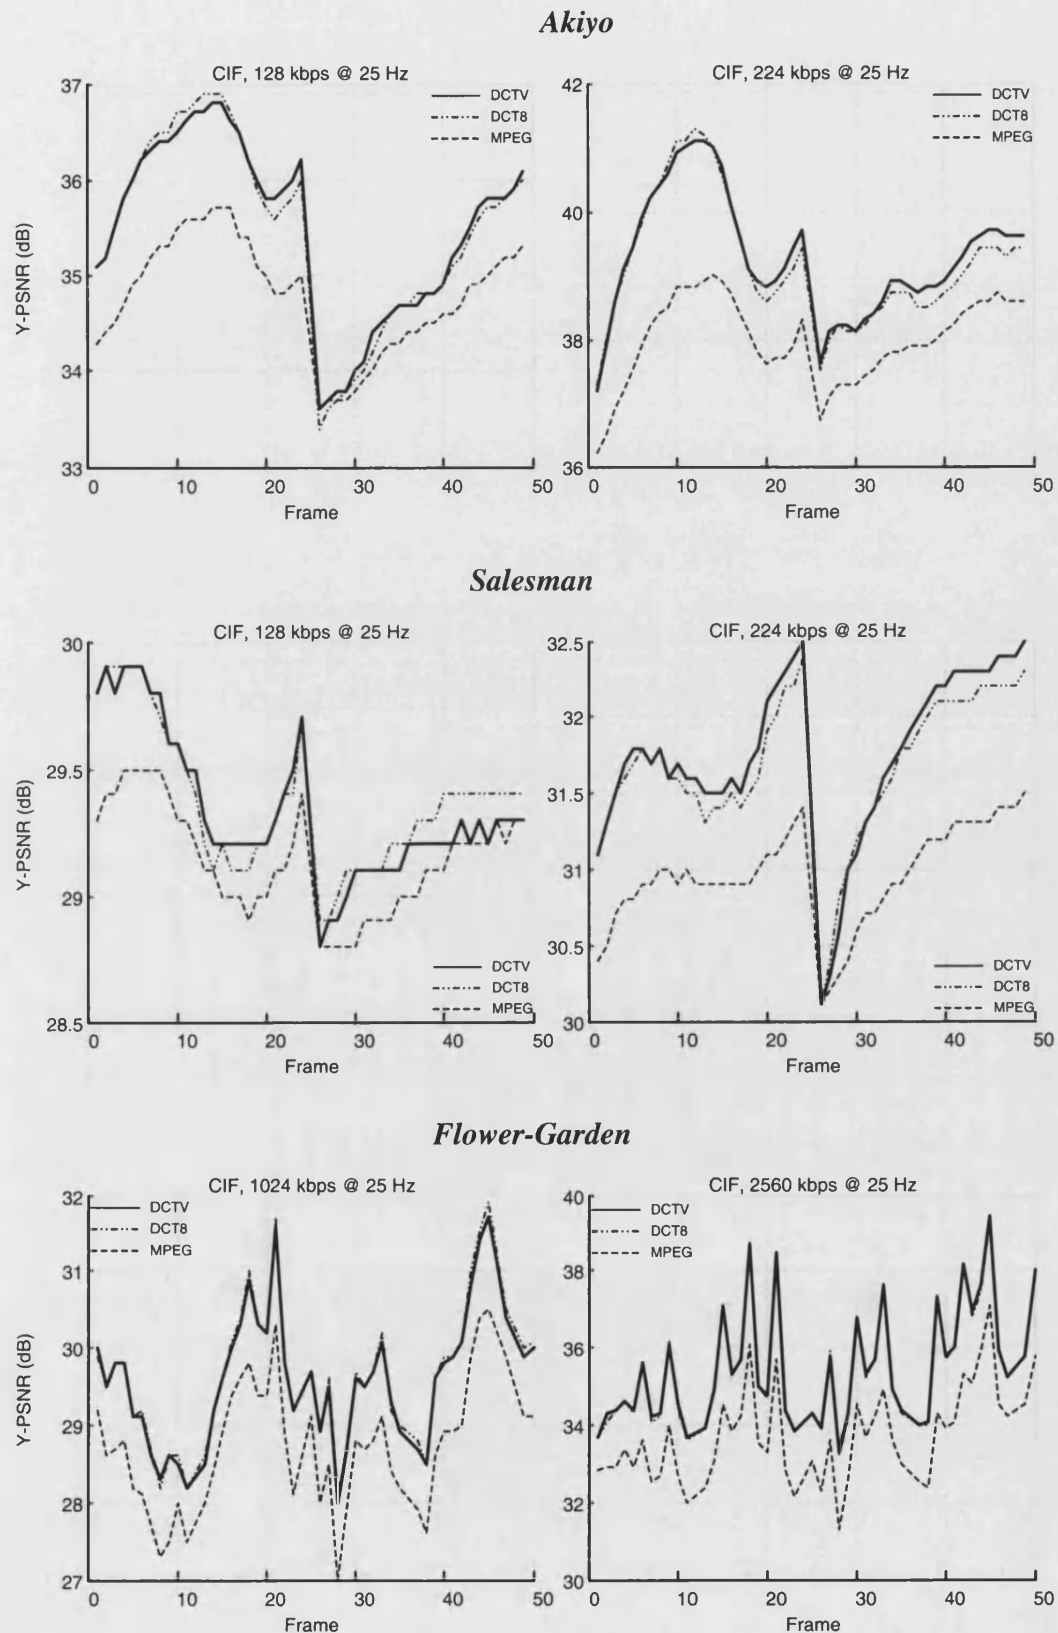 Akiyo
CIF, 128 kbps @ 25 Hz
37
36
35
34
33
Y-PSNR (dB)
DCTV
DCT8
MPEG
0 10 20 30 40 50
Frame
CIF, 224 kbps @ 25 Hz
42
40
38
36
DCTV
DCT8
MPEG
0 10 20 30 40 50
Frame
Salesman
CIF, 128 kbps @ 25 Hz
30
29.5
29
28.5
Y-PSNR (dB)
DCTV
DCT8
MPEG
0 10 20 30 40 50
Frame
CIF, 224 kbps @ 25 Hz
32.5
32
31.5
31
30.5
30
DCTV
DCT8
MPEG
0 10 20 30 40 50
Frame
Flower-Garden
CIF, 1024 kbps @ 25 Hz
32
31
30
29
28
27
Y-PSNR (dB)
DCTV
DCT8
MPEG
0 10 20 30 40 50
Frame
CIF, 2560 kbps @ 25 Hz
40
38
36
34
32
30
DCTV
DCT8
MPEG
0 10 20 30 40 50
Frame